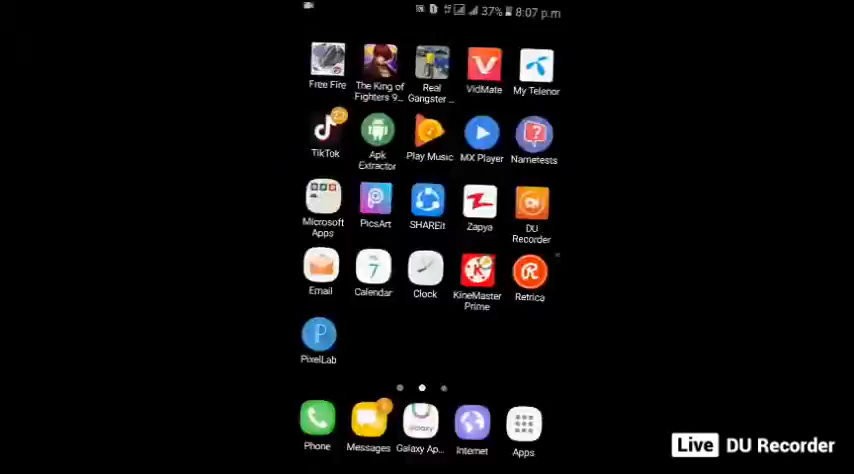 37% 8:07 p.m
Free Fire
The King of
Fighters 9...
Real
Gangster ...
VidMate
My Telenor
TikTok
Apk
Extractor
Play Music
MX Player
Nametests
Microsoft
Apps
PicsArt
SHAREit
Zapya
DU
Recorder
Email
7
Calendar
Clock
KineMaster
Prime
Retrica
PixelLab
Phone
Messages
Galaxy Ap...
Internet
Apps
Live DU Recorder